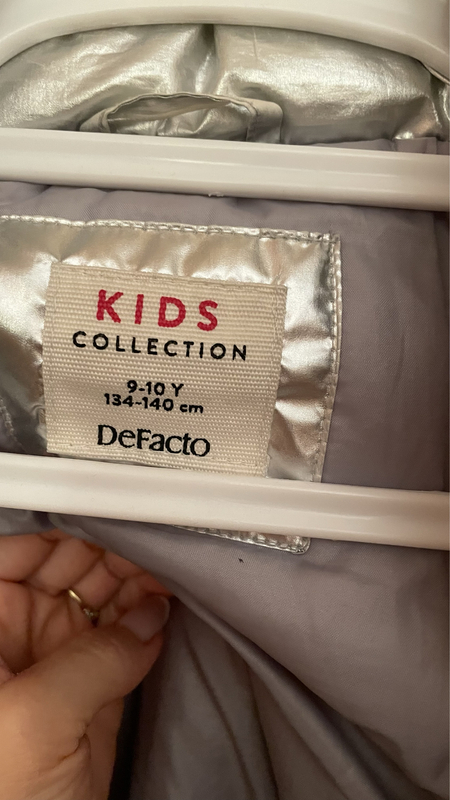 KIDS
COLLECTION
9-10 Y
134-140 cm
DeFacto